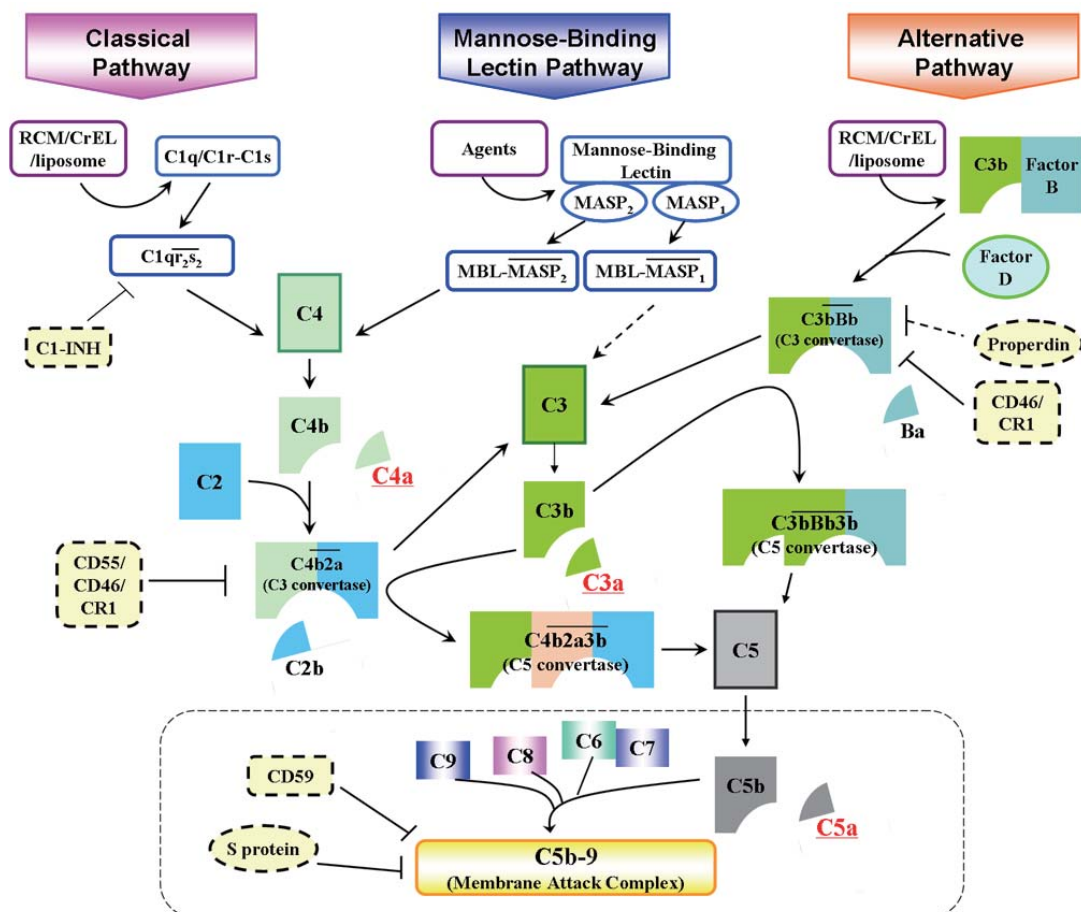 Classical
Pathway
Mannose-Binding
Lectin Pathway
Alternative
Pathway
RCM/CrEL
/liposome
C1q/C1r-C1s
Agents
Mannose-Binding
Lectin
MASP₂
MASP₁
RCM/CrEL
/liposome
C3b
Factor
B
C1qr₂s₂
MBL-MASP₂
MBL-MASP₁
Factor
D
C1-INH
C4
C3bBb
(C3 convertase)
Properdin
C4b
C4a
C3
Ba
CD46/
CR1
C2
C3b
C3a
C3bBb3b
(C5 convertase)
CD55/
CD46/
CR1
C4b2a
(C3 convertase)
C2b
C4b2a3b
(C5 convertase)
C5
C9
C8
C6
C7
CD59
C5b
C5a
S protein
C5b-9
(Membrane Attack Complex)